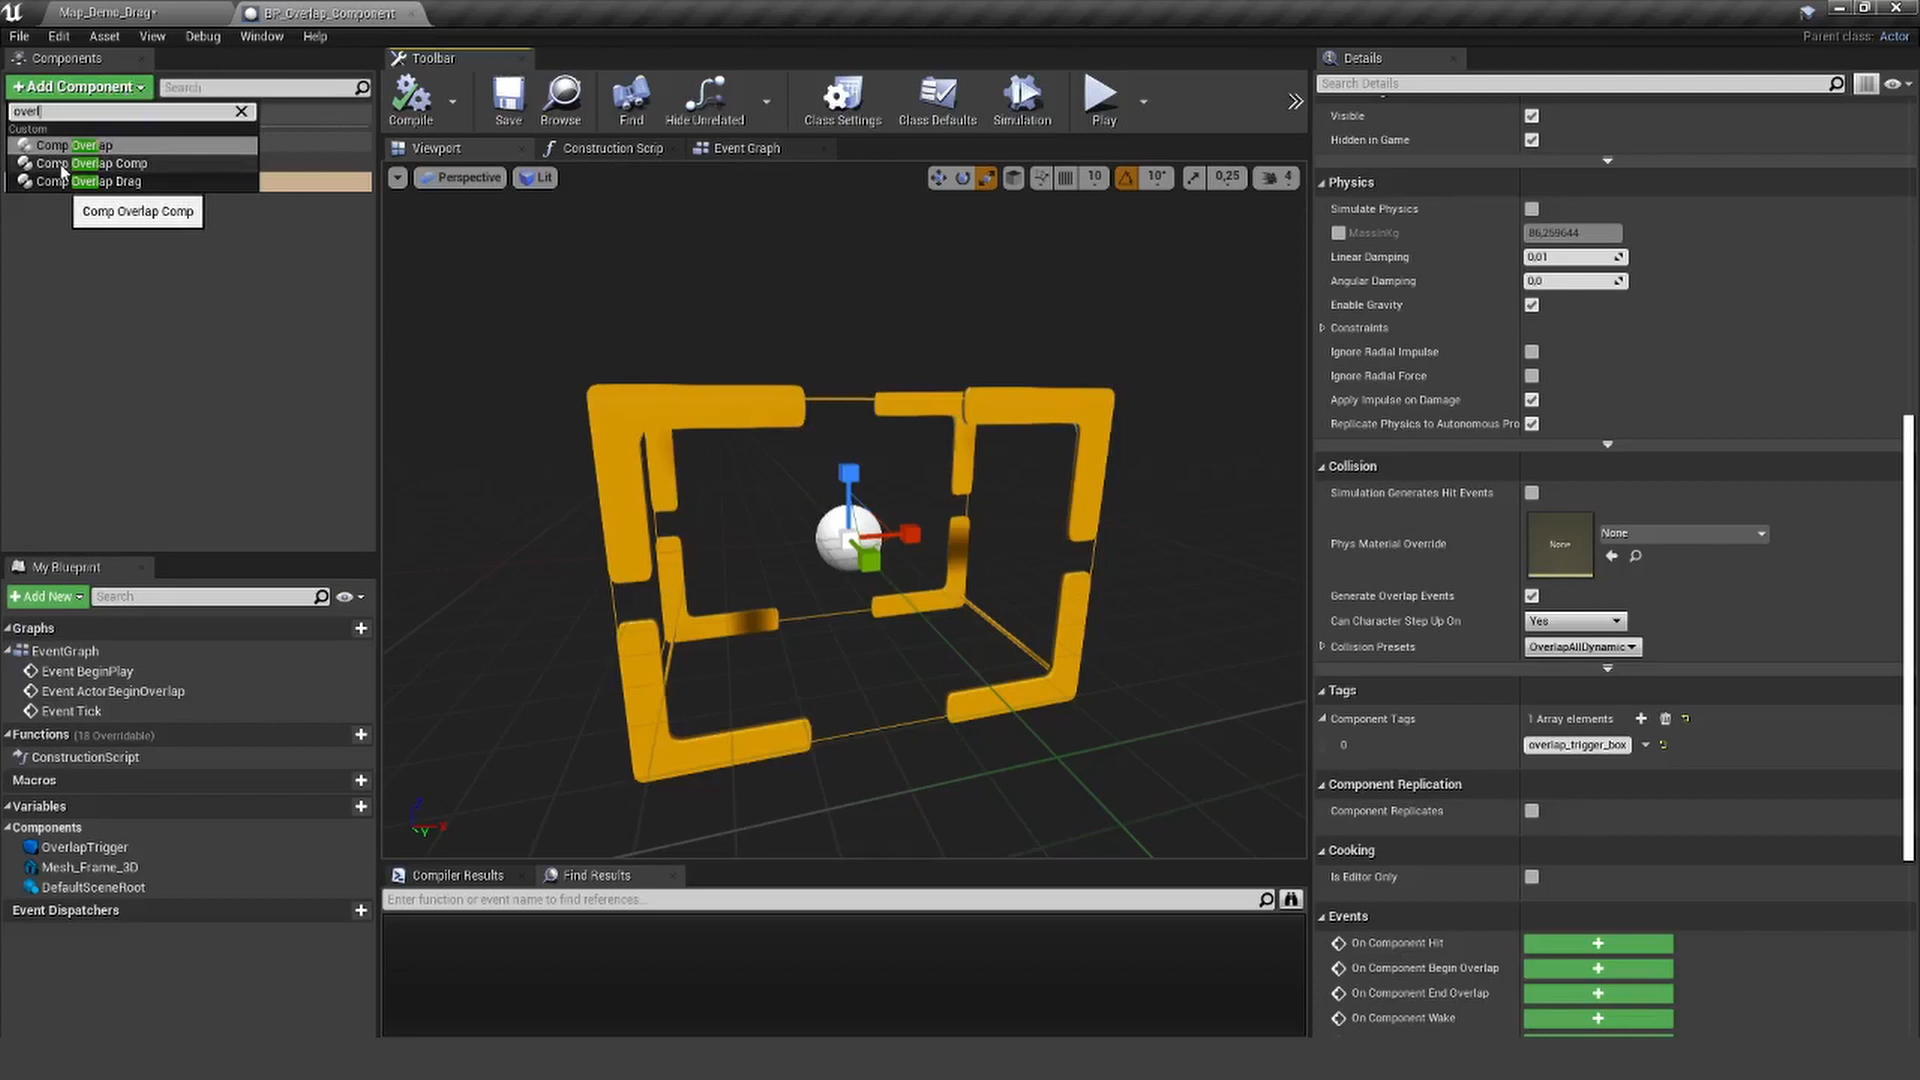 Map_Demo_Drag*
BP_Overlap_Component
File Edit Asset View Debug Window Help
Parent class: Actor
Components
+Add Component
Search
overl
Custom
Comp Overlap
Comp Overlap Comp
Comp Overlap Drag
Comp Overlap Comp
Toolbar
Compile
Save
Browse
Find
Hide Unrelated
Class Settings
Class Defaults
Simulation
Play
Viewport
Construction Scrip
Event Graph
Perspective
Lit
10
10°
0,25
4
My Blueprint
+Add New
Search
Graphs
EventGraph
Event BeginPlay
Event ActorBeginOverlap
Event Tick
Functions (18 Overridable)
ConstructionScript
Macros
Variables
Components
OverlapTrigger
Mesh_Frame_3D
DefaultSceneRoot
Event Dispatchers
Compiler Results
Find Results
Enter function or event name to find references...
Details
Search Details
Visible
Hidden in Game
Physics
Simulate Physics
MassInKg 86,259644
Linear Damping 0,01
Angular Damping 0,0
Enable Gravity
Constraints
Ignore Radial Impulse
Ignore Radial Force
Apply Impulse on Damage
Replicate Physics to Autonomous Pro
Collision
Simulation Generates Hit Events
Phys Material Override None None
Generate Overlap Events
Can Character Step Up On Yes
Collision Presets OverlapAllDynamic
Tags
Component Tags 1 Array elements
0 overlap_trigger_box
Component Replication
Component Replicates
Cooking
Is Editor Only
Events
On Component Hit
On Component Begin Overlap
On Component End Overlap
On Component Wake